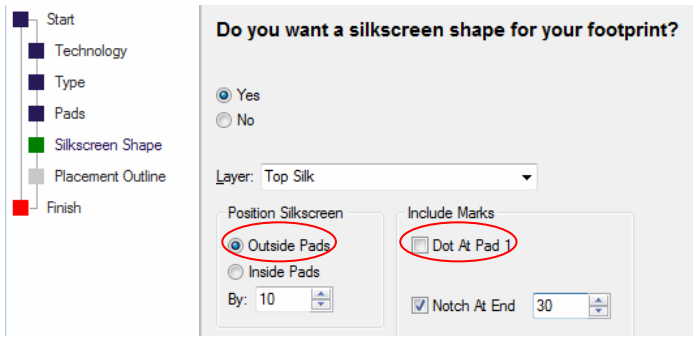 Start
Technology
Type
Pads
Silkscreen Shape
Placement Outline
Finish
Do you want a silkscreen shape for your footprint?
Yes
No
Layer: Top Silk
Position Silkscreen
Outside Pads
Inside Pads
By: 10
Include Marks
Dot At Pad 1
Notch At End 30